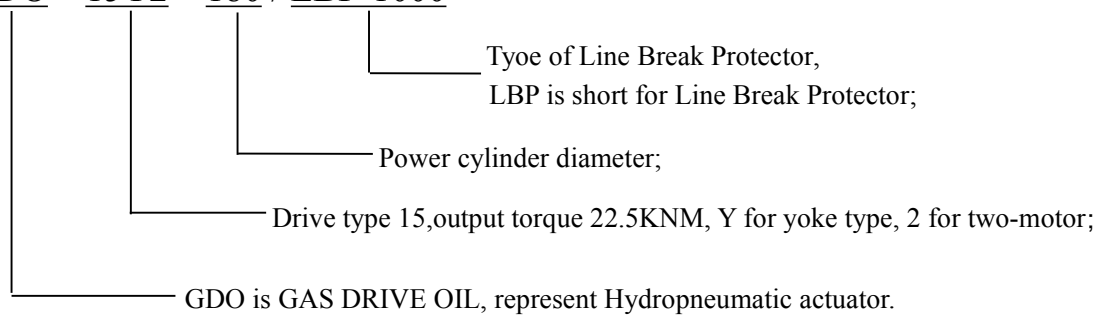 Tyoe of Line Break Protector,
LBP is short for Line Break Protector;
Power cylinder diameter;
Drive type 15,output torque 22.5KNM, Y for yoke type, 2 for two-motor;
GDO is GAS DRIVE OIL, represent Hydropneumatic actuator.